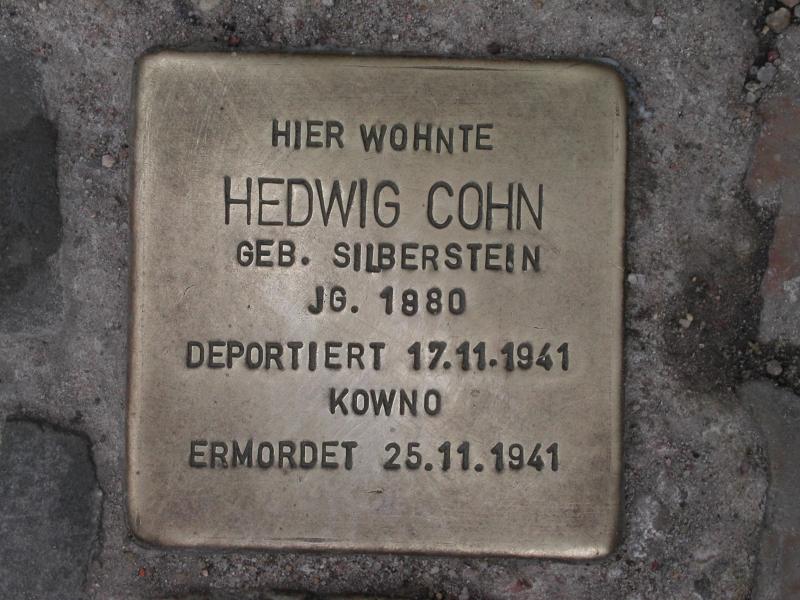 HIER WOHNTE
HEDWIG COHN
GEB. SILBERSTEIN
JG. 1880
DEPORTIERT 17.11.1941
KOWNO
ERMORDET 25.11.1941